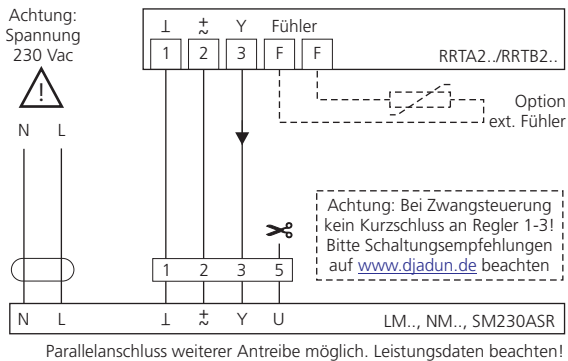 Achtung:
Spannung
230 Vac
⊥ ± ~ Y Fühler
1 2 3 F F
RRTA2../RRTB2..
Option
ext. Fühler
!
N L
Achtung: Bei Zwangsteuerung
kein Kurzschluss an Regler 1-3!
Bitte Schaltungsempfehlungen
auf www.djadun.de beachten
1 2 3 5
N L ⊥ ± ~ Y U LM.., NM.., SM230ASR
Parallelanschluss weiterer Antreibe möglich. Leistungsdaten beachten!